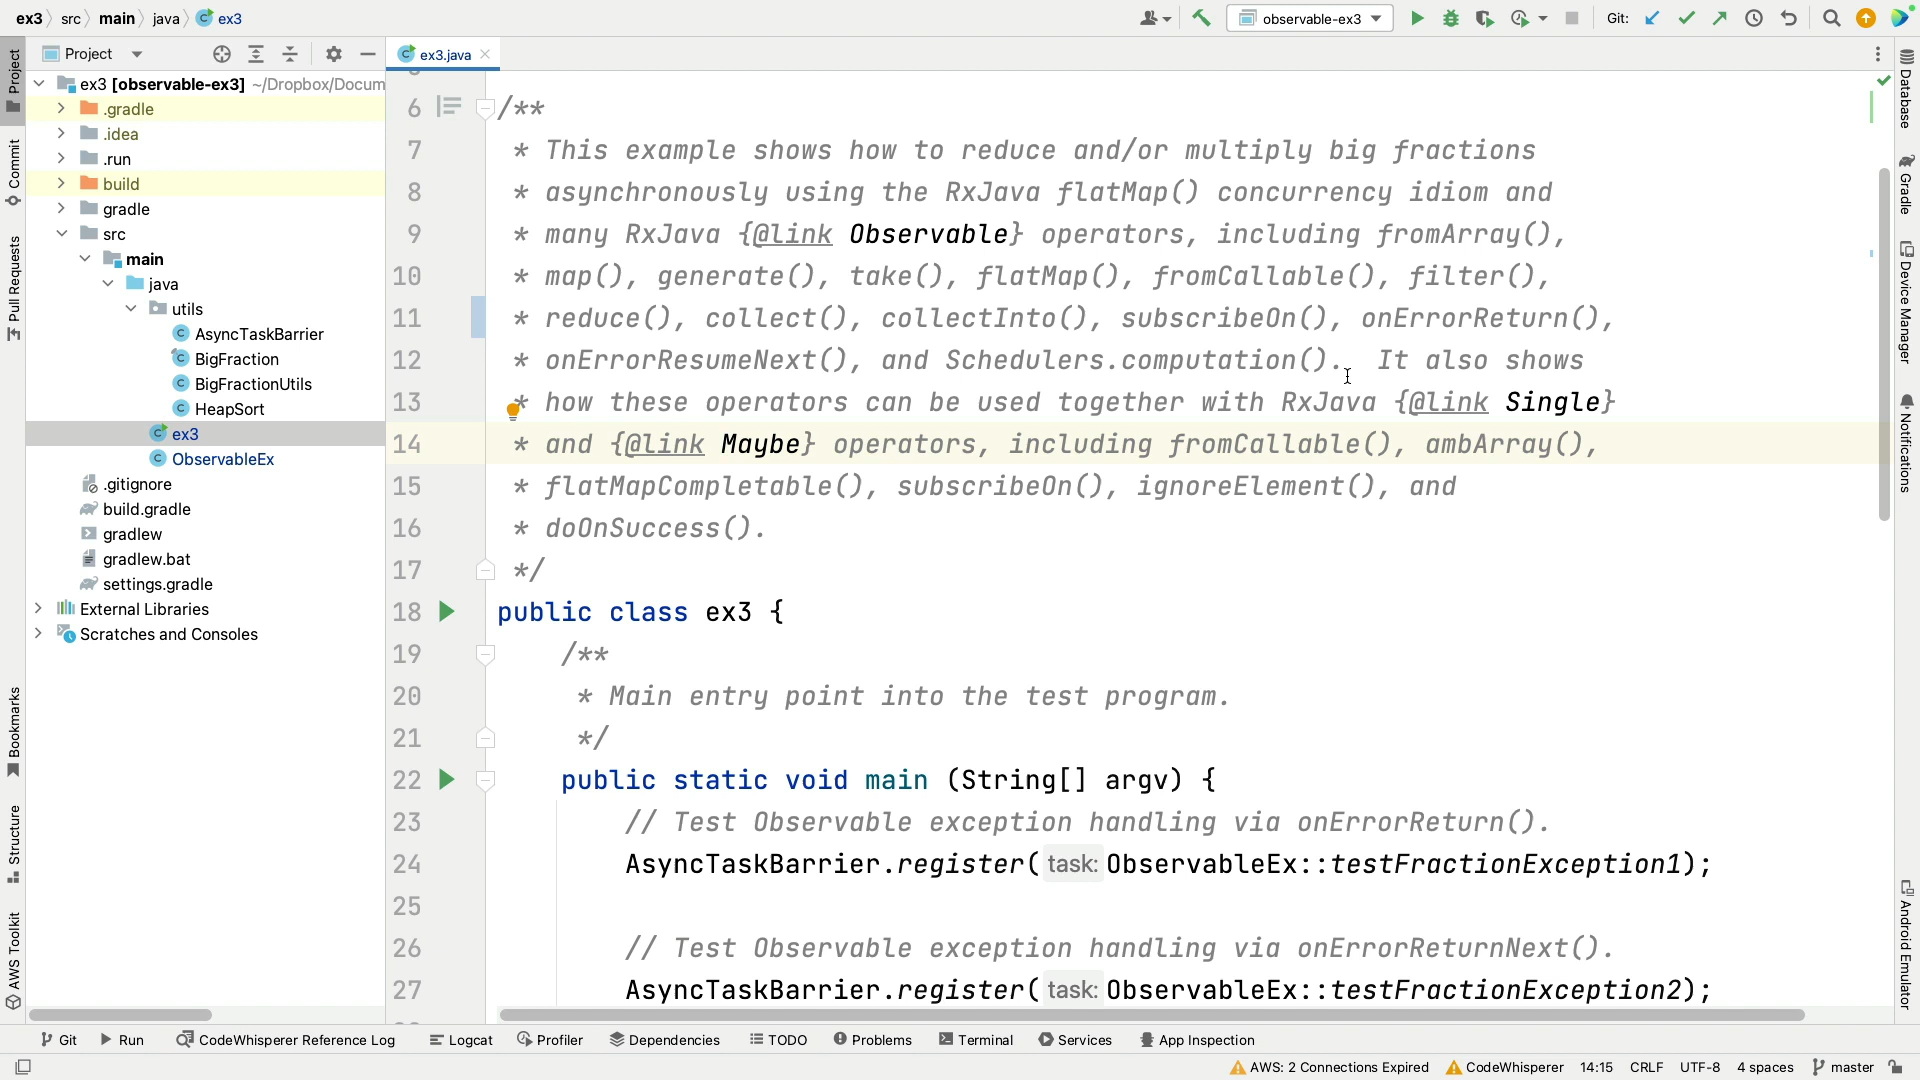 ex3 src main java ex3
observable-ex3
Git:
Project
ex3.java
Project
Commit
Pull Requests
Bookmarks
Structure
AWS Toolkit
ex3 [observable-ex3] ~/Dropbox/Docum
.gradle
.idea
.run
build
gradle
src
main
java
utils
AsyncTaskBarrier
BigFraction
BigFractionUtils
HeapSort
ex3
ObservableEx
.gitignore
build.gradle
gradlew
gradlew.bat
settings.gradle
External Libraries
Scratches and Consoles
6 /**
7 * This example shows how to reduce and/or multiply big fractions
8 * asynchronously using the RxJava flatMap() concurrency idiom and
9 * many RxJava {@link Observable} operators, including fromArray(),
10 * map(), generate(), take(), flatMap(), fromCallable(), filter(),
11 * reduce(), collect(), collectInto(), subscribeOn(), onErrorReturn(),
12 * onErrorResumeNext(), and Schedulers.computation().  It also shows
13 * how these operators can be used together with RxJava {@link Single}
14 * and {@link Maybe} operators, including fromCallable(), ambArray(),
15 * flatMapCompletable(), subscribeOn(), ignoreElement(), and
16 * doOnSuccess().
17 */
18 public class ex3 {
19 /**
20 * Main entry point into the test program.
21 */
22 public static void main (String[] argv) {
23 // Test Observable exception handling via onErrorReturn().
24 AsyncTaskBarrier.register( task: ObservableEx::testFractionException1);
25
26 // Test Observable exception handling via onErrorReturnNext().
27 AsyncTaskBarrier.register( task: ObservableEx::testFractionException2);
Database
Gradle
Device Manager
Notifications
Android Emulator
Git Run CodeWhisperer Reference Log Logcat Profiler Dependencies TODO Problems Terminal Services App Inspection
AWS: 2 Connections Expired CodeWhisperer 14:15 CRLF UTF-8 4 spaces master